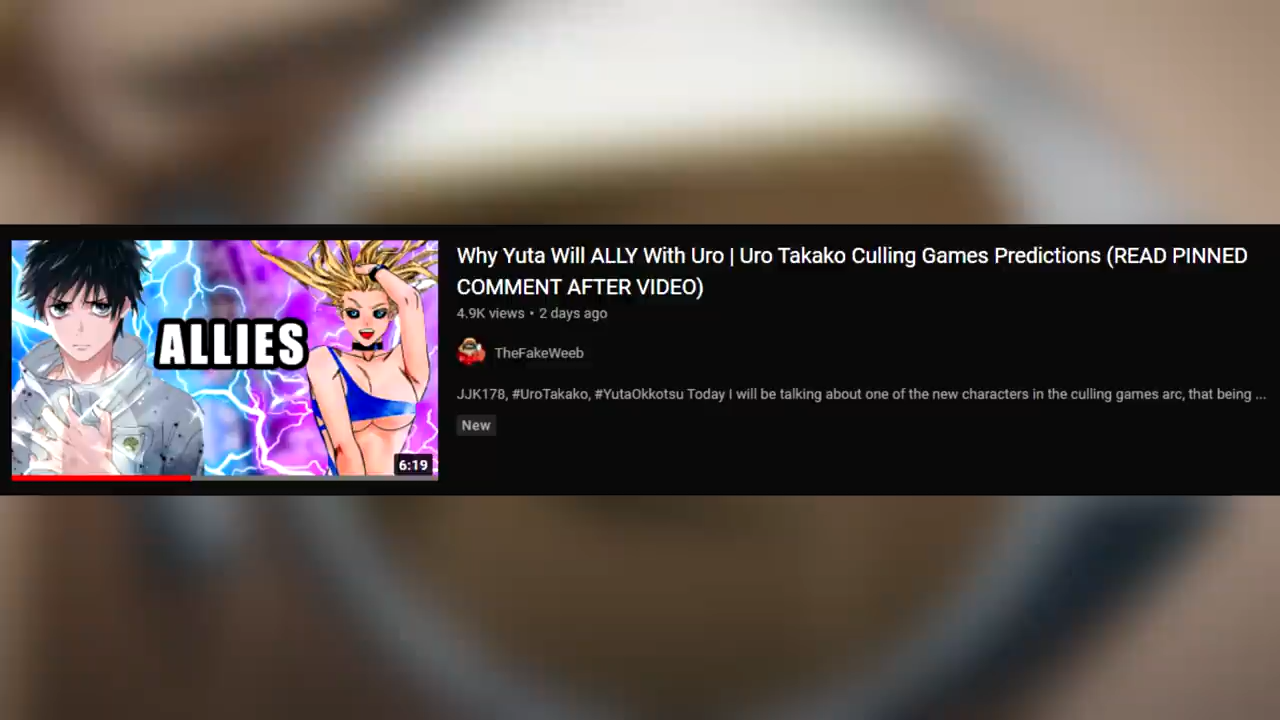 Why Yuta Will ALLY With Uro | Uro Takako Culling Games Predictions (READ PINNED
COMMENT AFTER VIDEO)
4.9K views • 2 days ago
ALLIES
TheFakeWeeb
JJK178, #UroTakako, #YutaOkkotsu Today I will be talking about one of the new characters in the culling games arc, that being ...
New
6:19